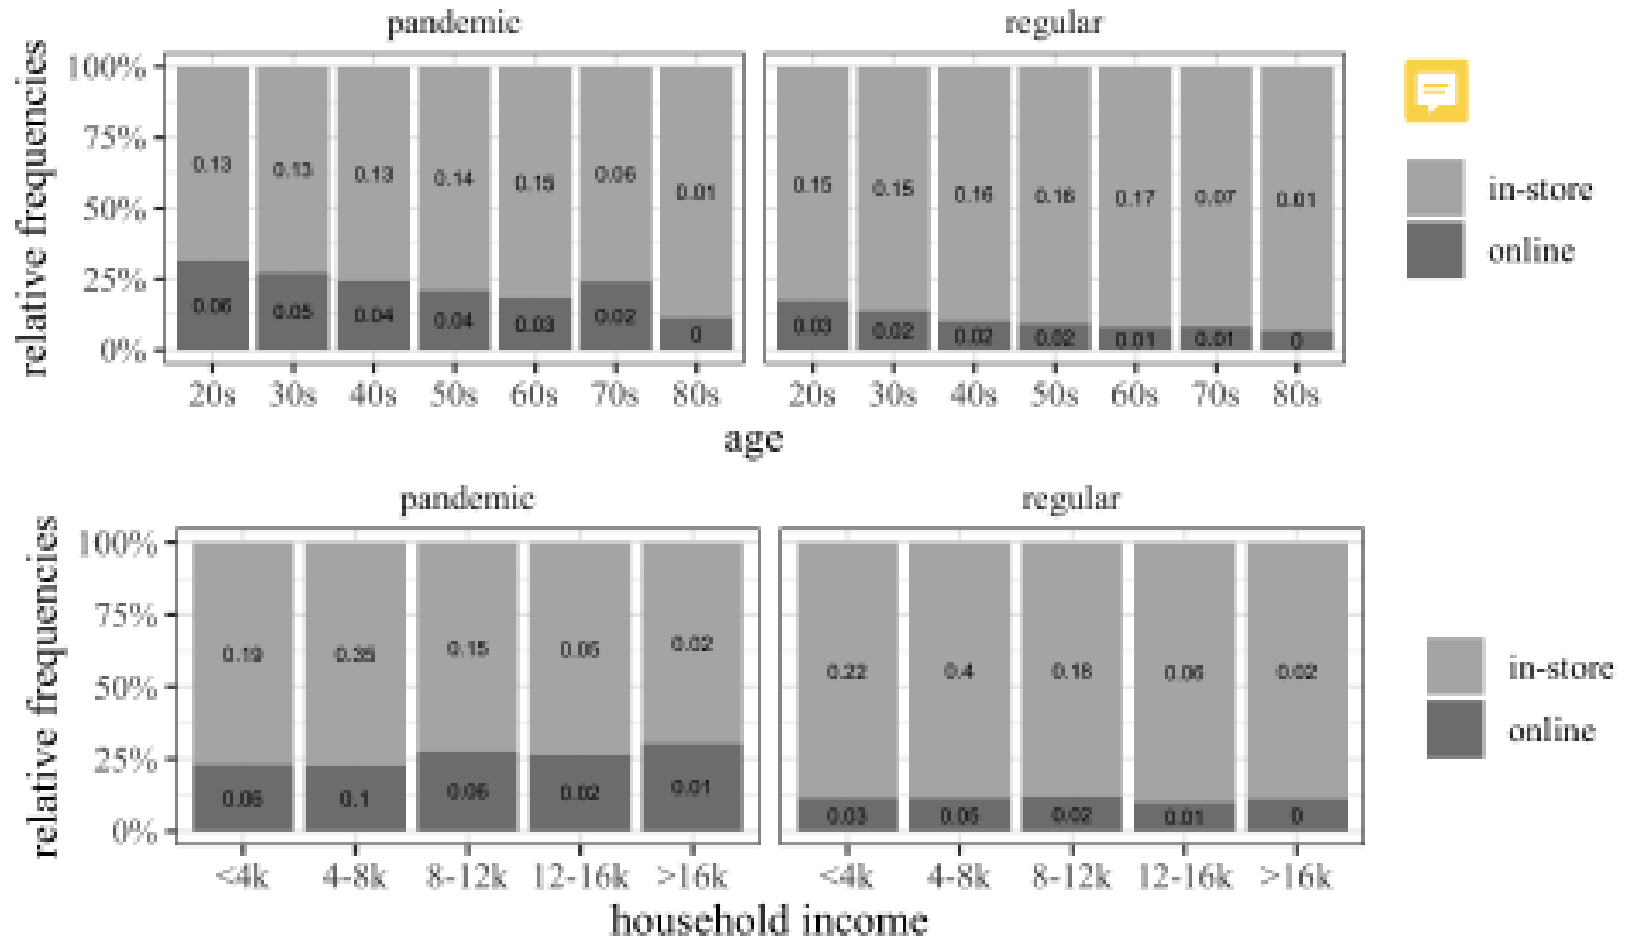 pandemic regular
relative frequencies
100%
75%
50%
25%
0%
0.13 0.13 0.13 0.14 0.15 0.06 0.01
0.06 0.05 0.04 0.04 0.03 0.02 0
0.15 0.15 0.16 0.16 0.17 0.07 0.01
0.03 0.02 0.02 0.02 0.01 0.01 0
20s 30s 40s 50s 60s 70s 80s
20s 30s 40s 50s 60s 70s 80s
age
in-store
online
pandemic regular
relative frequencies
100%
75%
50%
25%
0%
0.19 0.35 0.15 0.05 0.02
0.06 0.1 0.06 0.02 0.01
0.22 0.4 0.18 0.06 0.02
0.03 0.05 0.02 0.01 0
<4k 4-8k 8-12k 12-16k >16k
<4k 4-8k 8-12k 12-16k >16k
household income
in-store
online